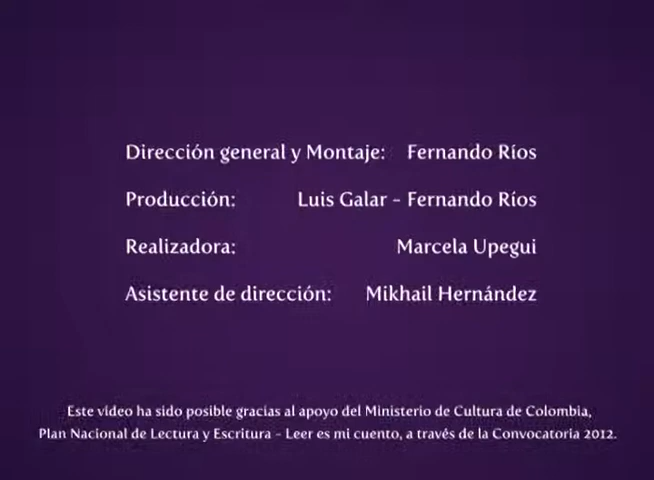 Dirección general y Montaje: Fernando Ríos
Producción: Luis Galar – Fernando Ríos
Realizadora: Marcela Upegui
Asistente de dirección: Mikhail Hernández
Este video ha sido posible gracias al apoyo del Ministerio de Cultura de Colombia,
Plan Nacional de Lectura y Escritura – Leer es mi cuento, a través de la Convocatoria 2012.